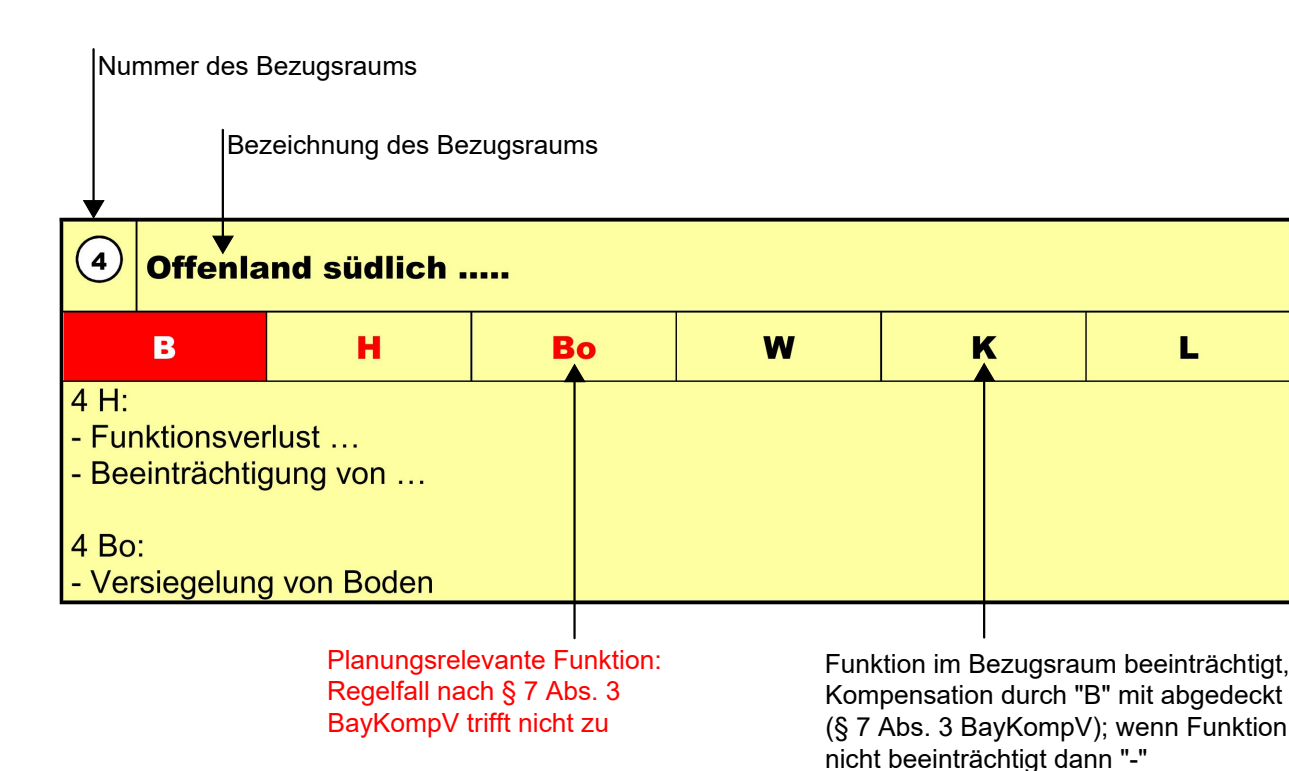 Nummer des Bezugsraums
Bezeichnung des Bezugsraums
4 Offenland südlich .....
B H Bo W K L
4 H:
- Funktionsverlust …
- Beeinträchtigung von …
4 Bo:
- Versiegelung von Boden
Planungsrelevante Funktion:
Regelfall nach § 7 Abs. 3
BayKompV trifft nicht zu
Funktion im Bezugsraum beeinträchtigt,
Kompensation durch "B" mit abgedeckt
(§ 7 Abs. 3 BayKompV); wenn Funktion
nicht beeinträchtigt dann "-"